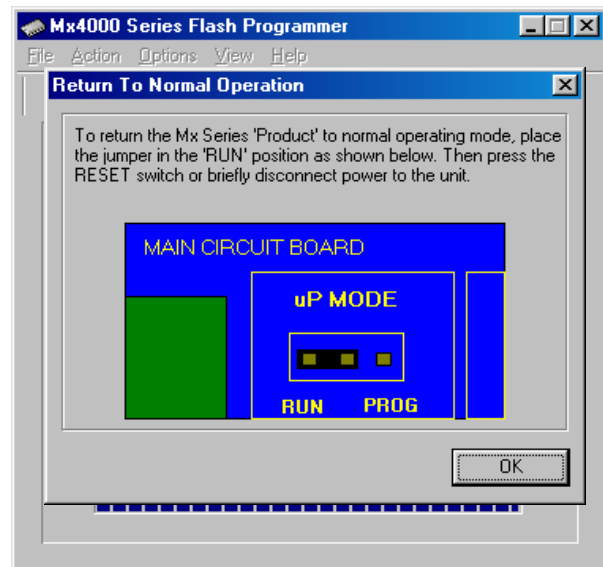 Mx4000 Series Flash Programmer
File Action Options View Help
Return To Normal Operation
To return the Mx Series 'Product' to normal operating mode, place
the jumper in the 'RUN' position as shown below. Then press the
RESET switch or briefly disconnect power to the unit.
MAIN CIRCUIT BOARD
uP MODE
RUN PROG
OK